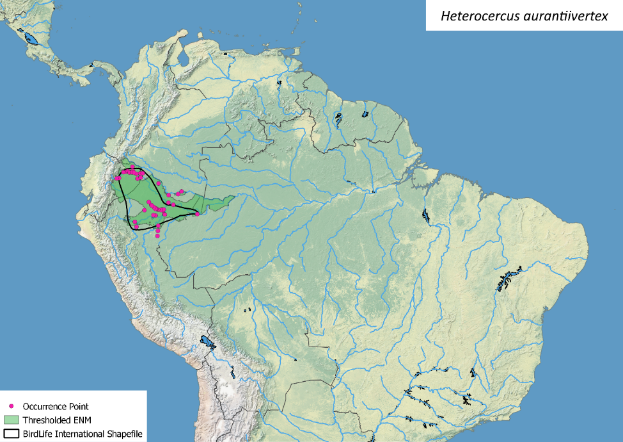 Heterocercus aurantiivertex
Occurrence Point
Thresholded ENM
BirdLife International Shapefile